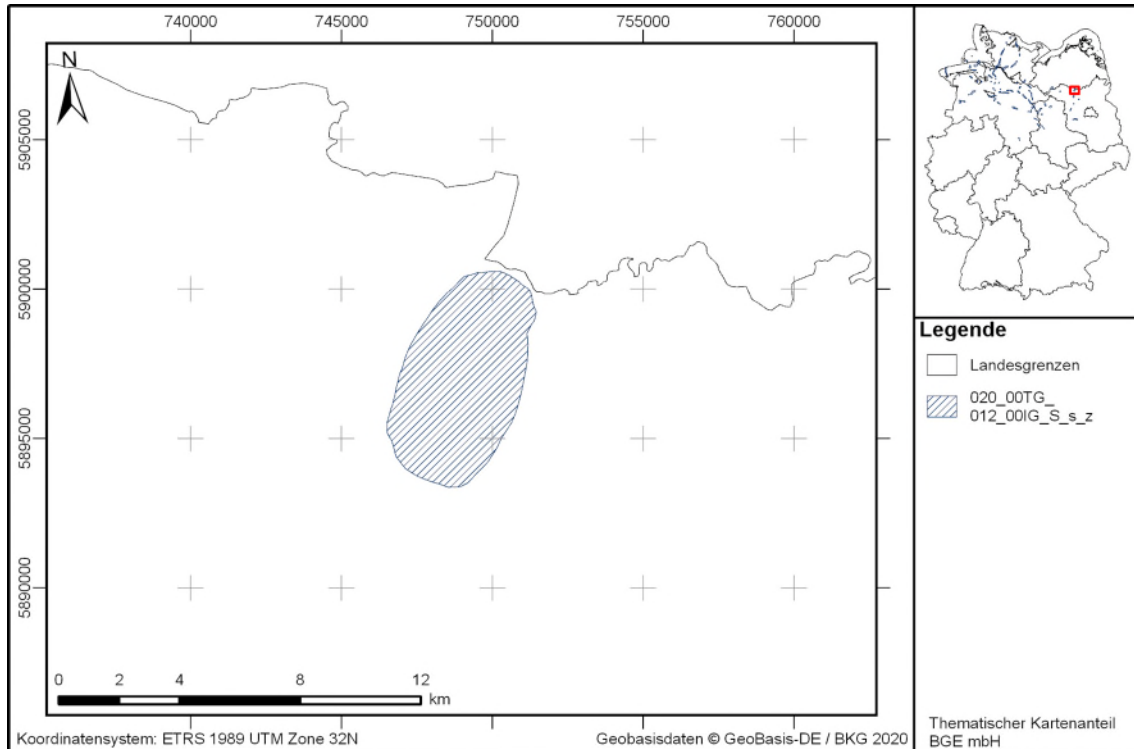 740000
745000
750000
755000
760000
N
5905000
5900000
5895000
5890000
0
2
4
8
12
km
Koordinatensystem: ETRS 1989 UTM Zone 32N
Geobasisdaten © GeoBasis-DE / BKG 2020
Legende
Landesgrenzen
020_00TG_
012_00IG_S_s_z
Thematischer Kartenanteil
BGE mbH